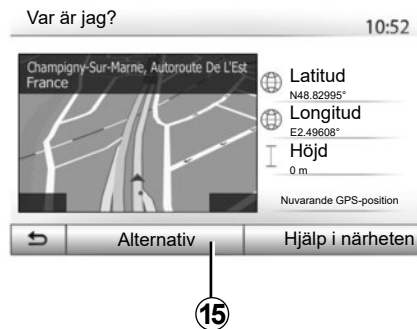 Var är jag?
10:52
Champigny-Sur-Marne, Autoroute De L'Est
France
Latitud
N48.82995°
Longitud
E2.49608°
Höjd
0 m
Nuvarande GPS-position
Alternativ
Hjälp i närheten
15